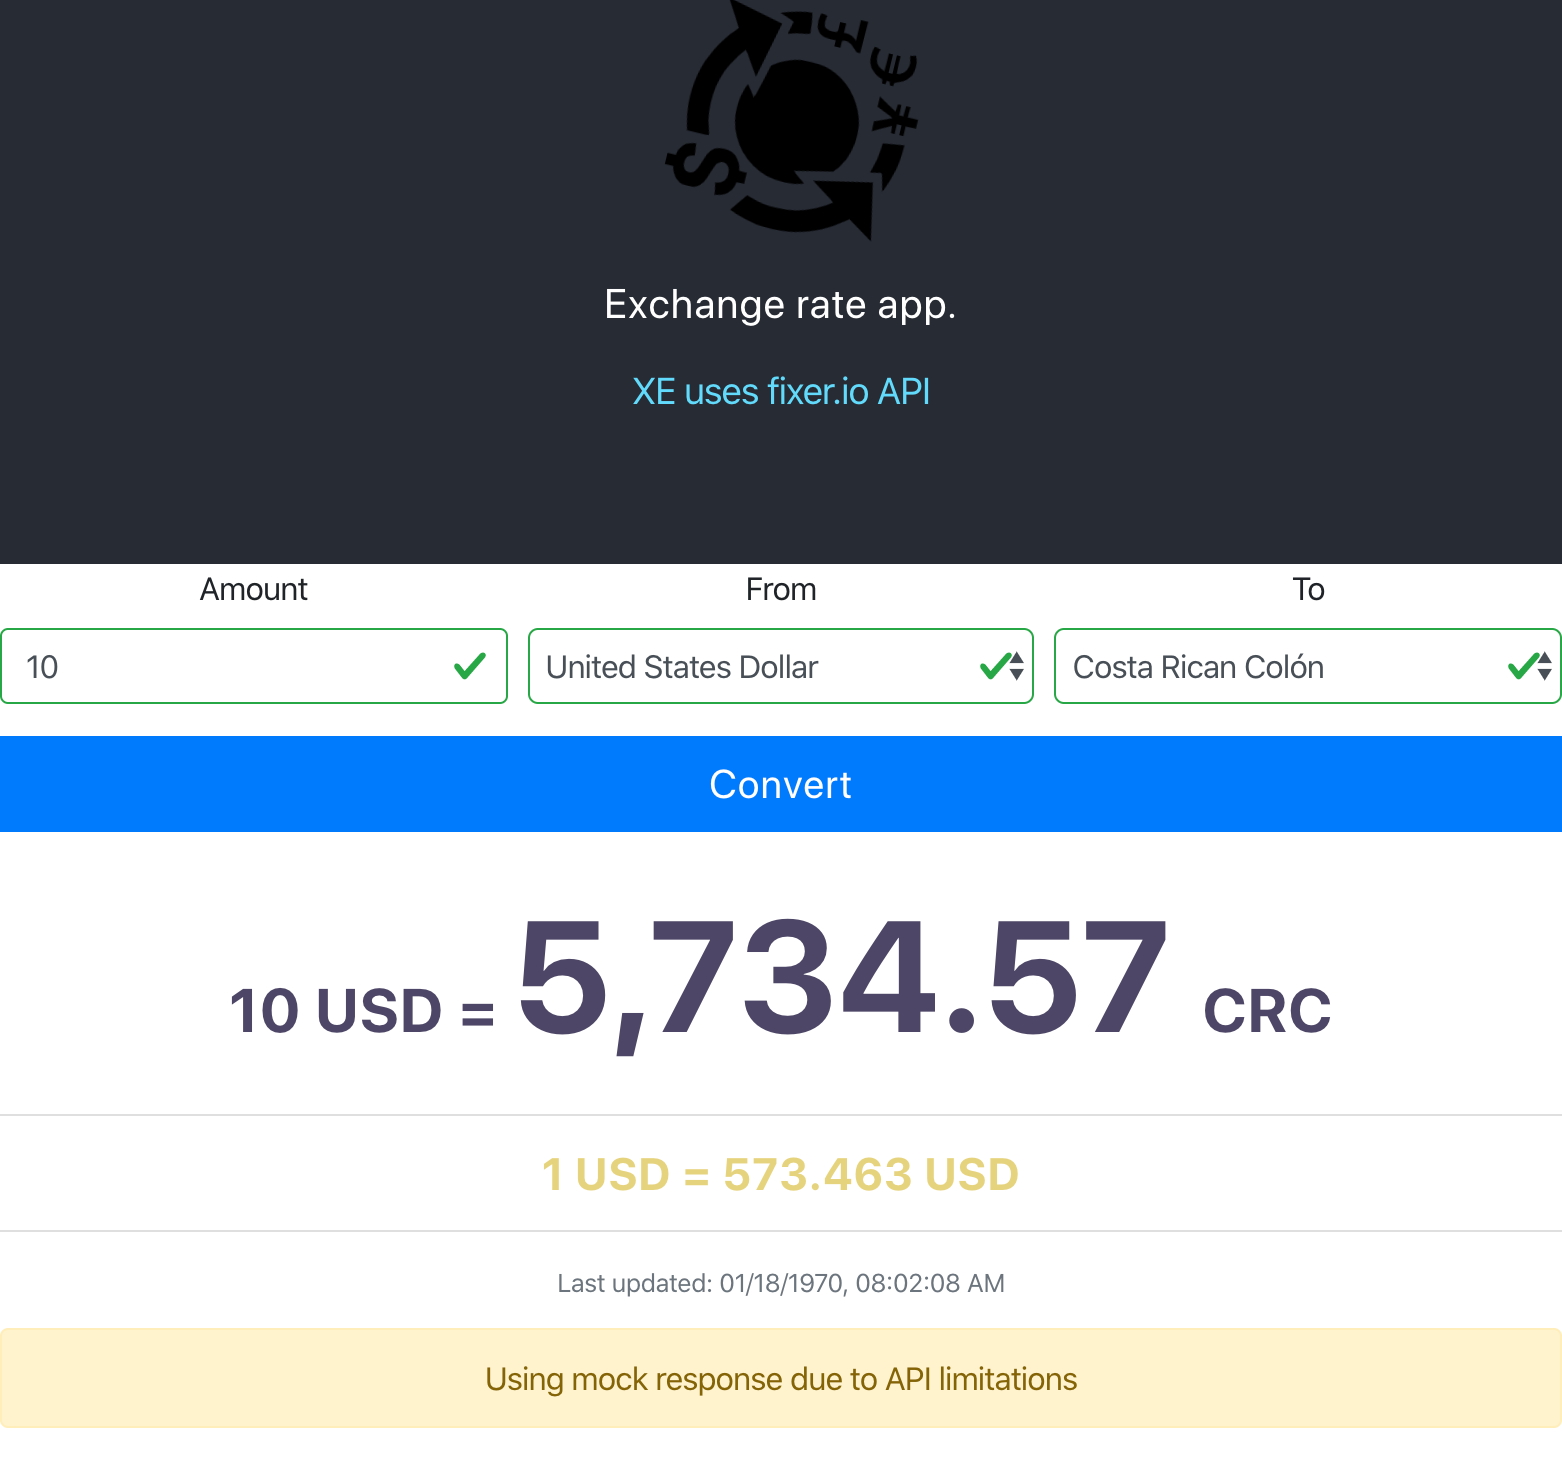 Exchange rate app.
XE uses fixer.io API
Amount From To
10 United States Dollar Costa Rican Colón
Convert
10 USD = 5,734.57 CRC
1 USD = 573.463 USD
Last updated: 01/18/1970, 08:02:08 AM
Using mock response due to API limitations